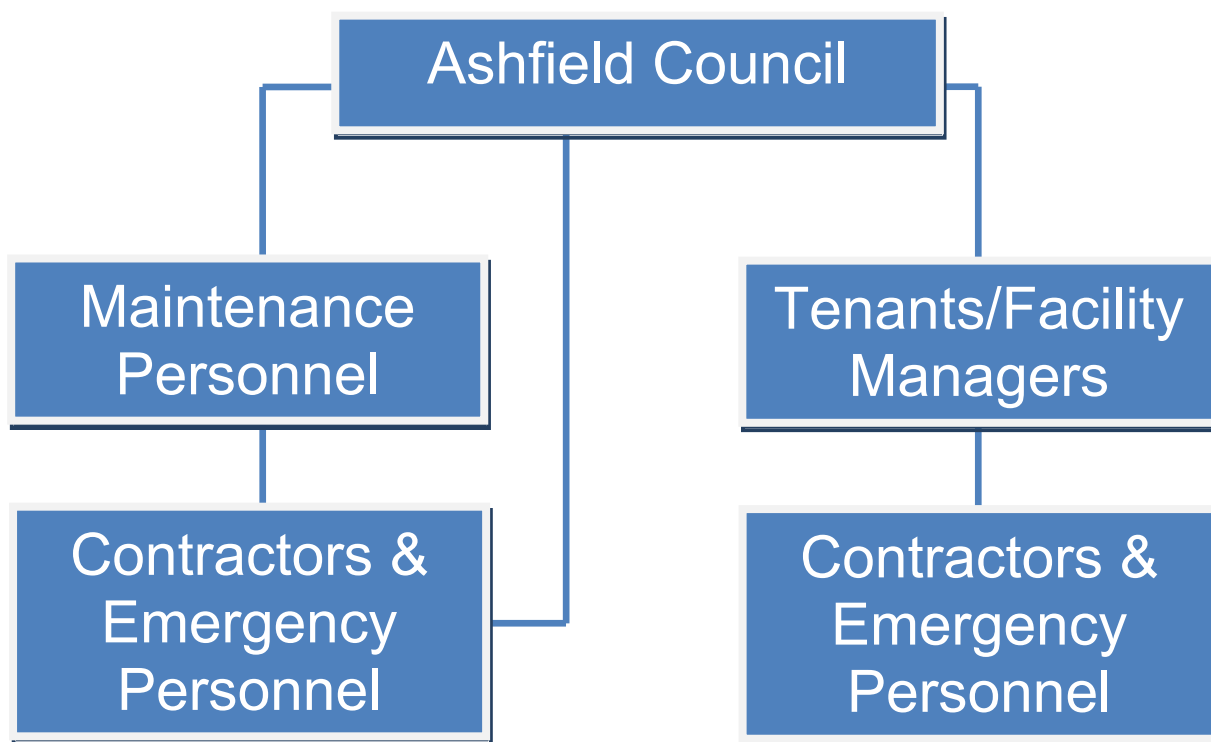 Ashfield Council
Maintenance
Personnel
Tenants/Facility
Managers
Contractors &
Emergency
Personnel
Contractors &
Emergency
Personnel